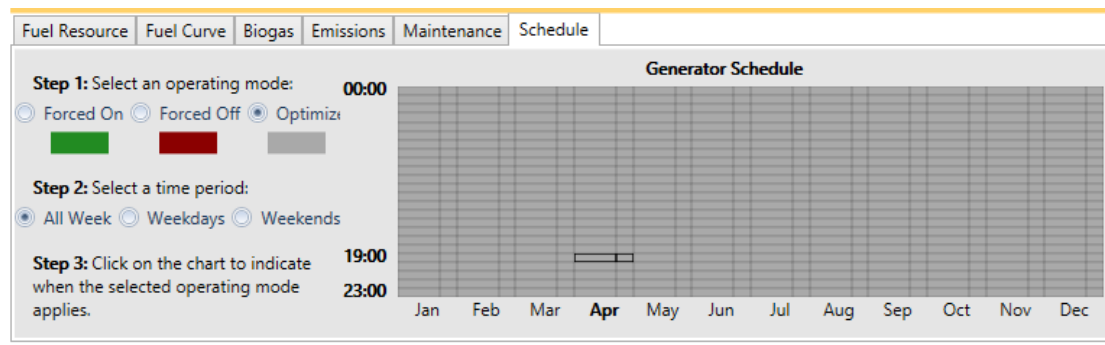 Fuel Resource Fuel Curve Biogas Emissions Maintenance Schedule
Generator Schedule
Step 1: Select an operating mode:
Forced On Forced Off Optimize
Step 2: Select a time period:
All Week Weekdays Weekends
Step 3: Click on the chart to indicate
when the selected operating mode
applies.
00:00
19:00
23:00
Jan Feb Mar Apr May Jun Jul Aug Sep Oct Nov Dec